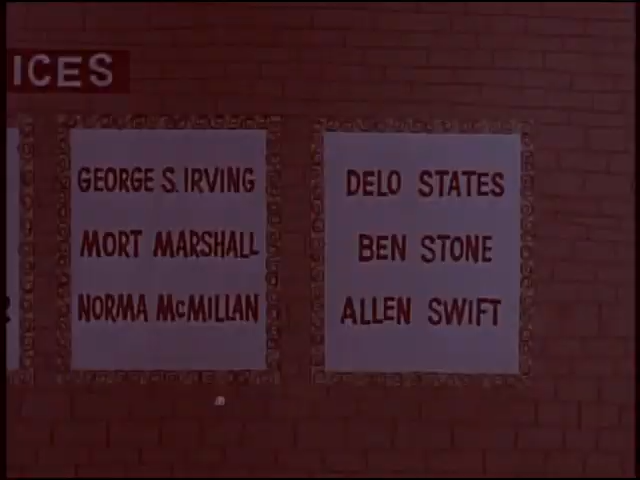 ICES
GEORGE S. IRVING
MORT MARSHALL
NORMA McMILLAN
DELO STATES
BEN STONE
ALLEN SWIFT